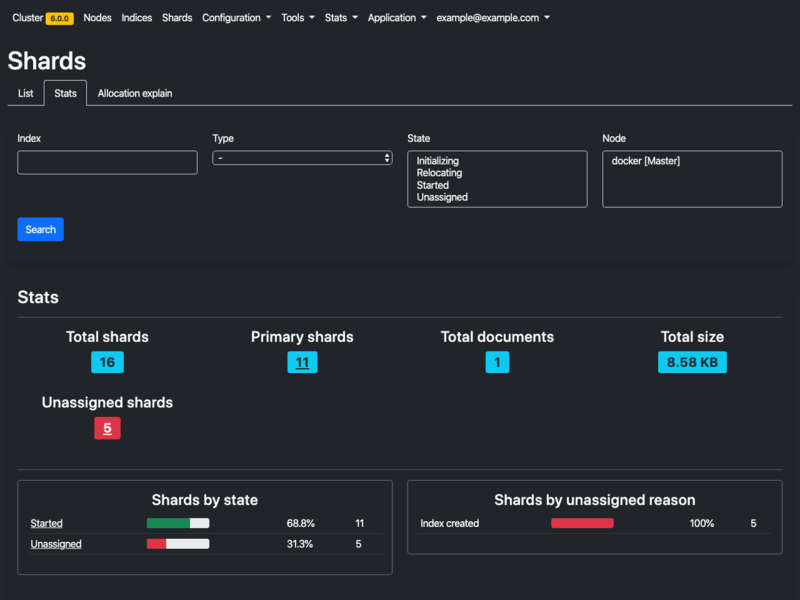 Cluster 6.0.0 Nodes Indices Shards Configuration Tools Stats Application example@example.com
Shards
List Stats Allocation explain
Index Type State Node
-
Initializing
Relocating
Started
Unassigned
docker [Master]
Search
Stats
Total shards Primary shards Total documents Total size
16 11 1 8.58 KB
Unassigned shards
5
Shards by state
Started 68.8% 11
Unassigned 31.3% 5
Shards by unassigned reason
Index created 100% 5